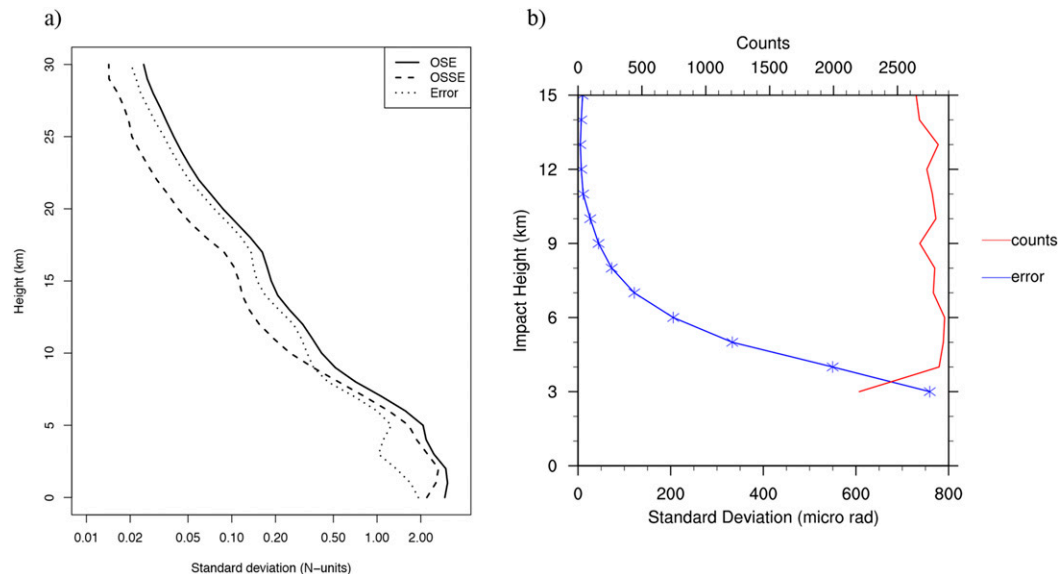 a)
OSE
OSSE
Error
30
25
20
15
10
5
0
Height (km)
0.01 0.02 0.05 0.10 0.20 0.50 1.00 2.00
Standard deviation (N-units)
b)
Counts
0 500 1000 1500 2000 2500
15
12
9
6
3
0
Impact Height (km)
0 200 400 600 800
Standard Deviation (micro rad)
counts
error